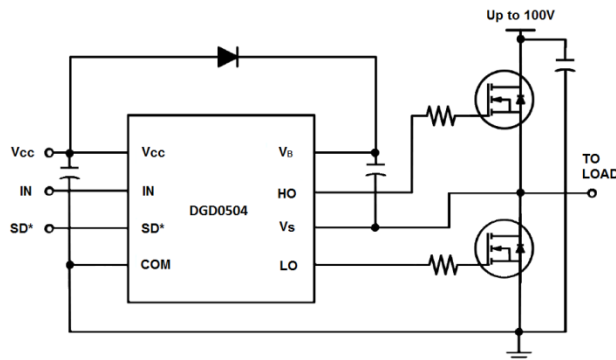 Up to 100V
Vcc
Vcc
VB
IN
IN
HO
TO
LOAD
DGD0504
SD*
SD*
Vs
COM
LO